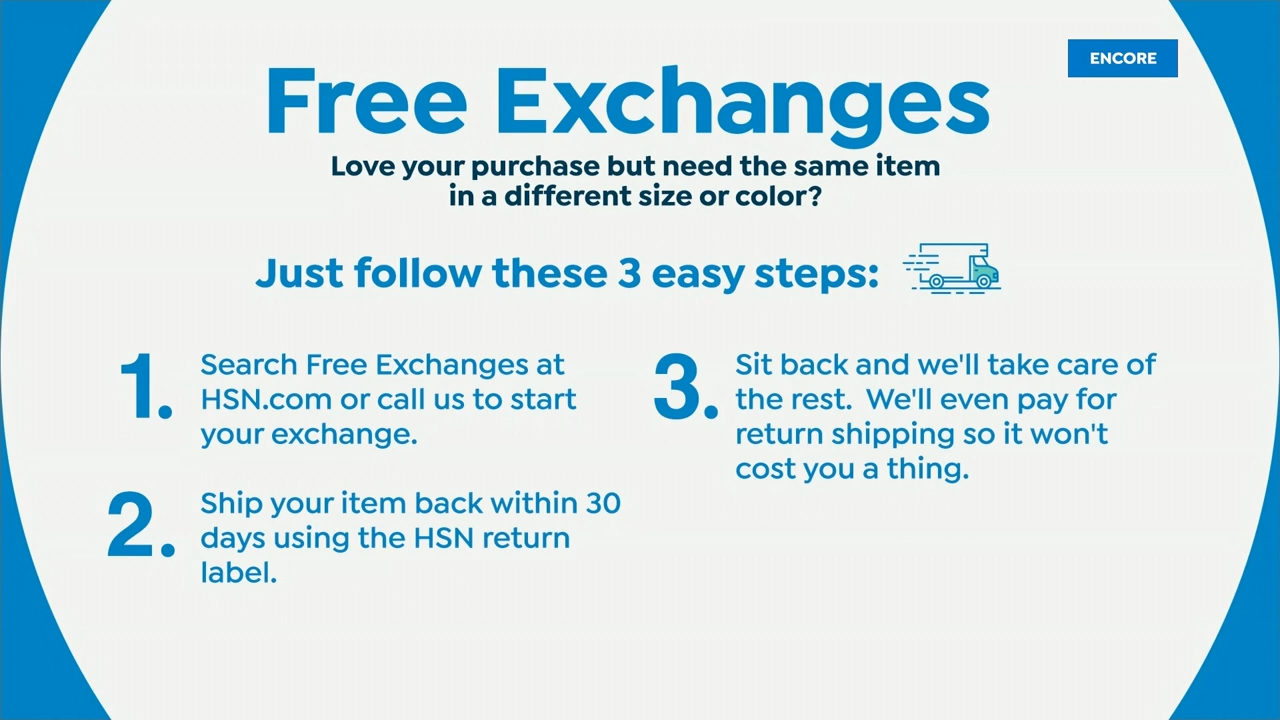 ENCORE
Free Exchanges
Love your purchase but need the same item
in a different size or color?
Just follow these 3 easy steps:
1. Search Free Exchanges at
HSN.com or call us to start
your exchange.
2. Ship your item back within 30
days using the HSN return
label.
3. Sit back and we'll take care of
the rest.  We'll even pay for
return shipping so it won't
cost you a thing.